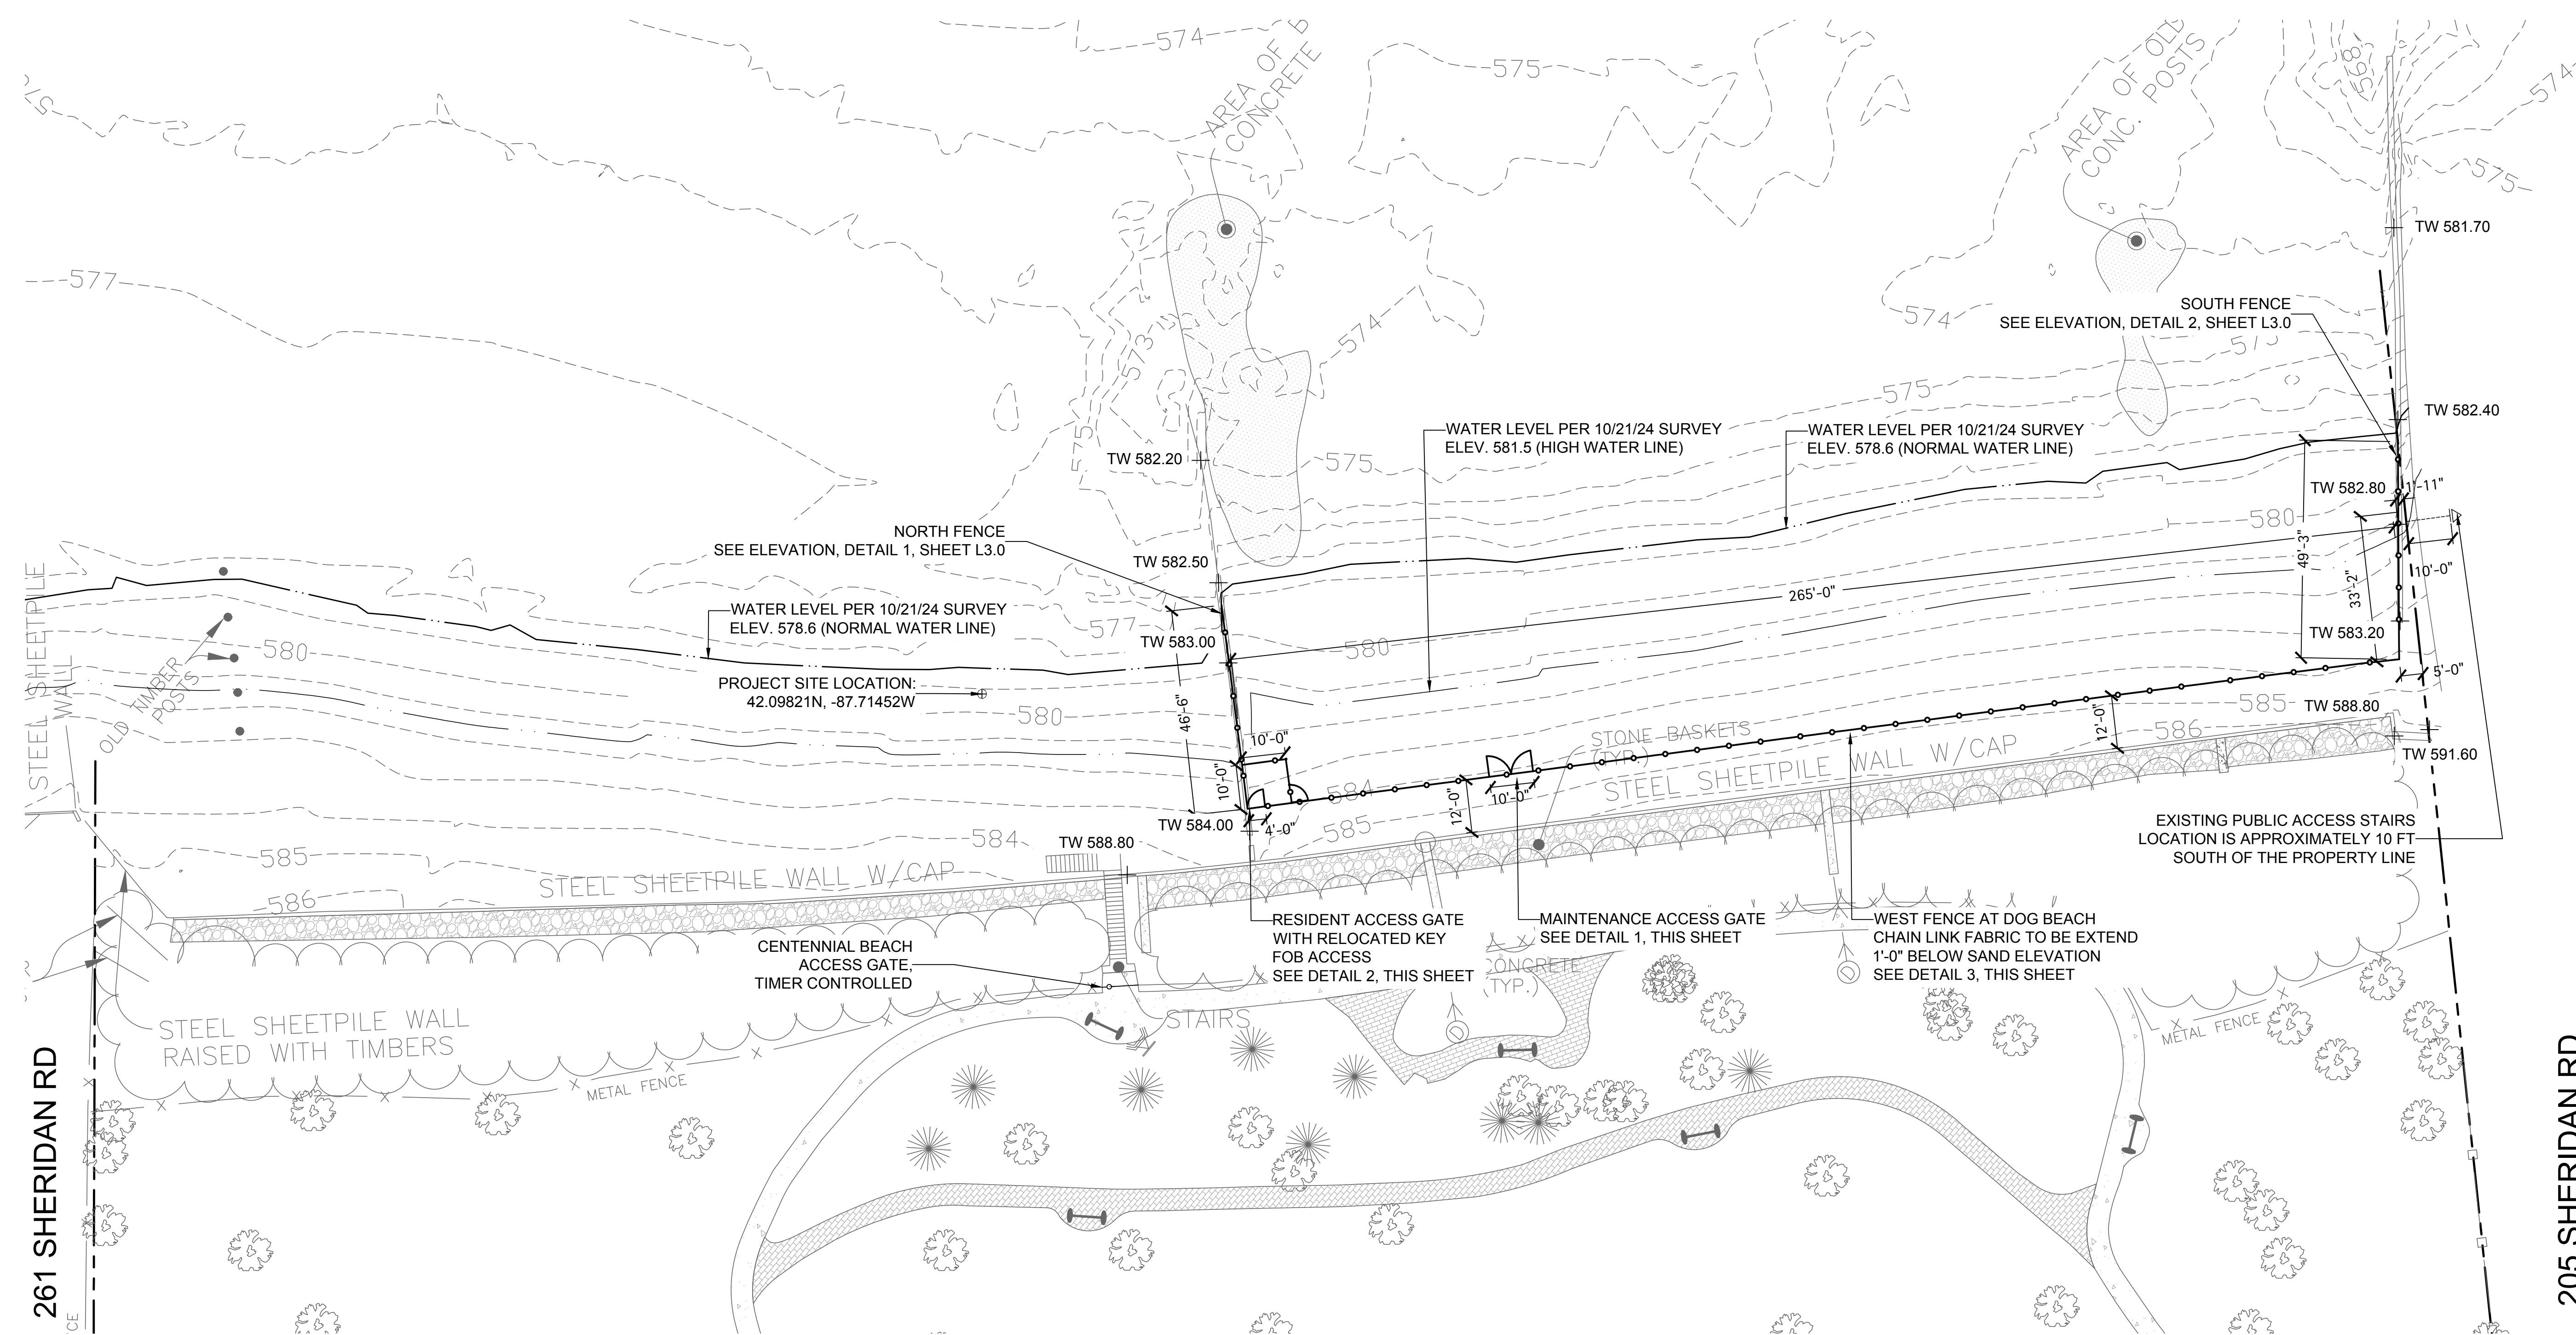 574
575
568
574
575
575
AREA OF B
CONCRETE
AREA OF OLD
CONC. POSTS
TW 581.70
577
574
573
575
574
575
575
SOUTH FENCE
SEE ELEVATION, DETAIL 2, SHEET L3.0
TW 582.40
WATER LEVEL PER 10/21/24 SURVEY
ELEV. 581.5 (HIGH WATER LINE)
WATER LEVEL PER 10/21/24 SURVEY
ELEV. 578.6 (NORMAL WATER LINE)
TW 582.20
575
TW 582.80
1'-11"
580
NORTH FENCE
SEE ELEVATION, DETAIL 1, SHEET L3.0
TW 582.50
49'-3"
33'-2"
10'-0"
265'-0"
STEEL SHEETPILE
WALL
WATER LEVEL PER 10/21/24 SURVEY
ELEV. 578.6 (NORMAL WATER LINE)
577
TW 583.00
TW 583.20
580
580
5'-0"
OLD TIMBER
POSTS
PROJECT SITE LOCATION:
42.09821N, -87.71452W
580
46'-6"
10'-0"
10'-0"
STONE BASKETS
(TYP.)
STEEL SHEETPILE WALL W/CAP
12'-0"
585
586
TW 588.80
TW 591.60
584
10'-0"
12'-0"
TW 584.00
4'-0"
585
584
TW 588.80
585
586
STEEL SHEETPILE WALL W/CAP
EXISTING PUBLIC ACCESS STAIRS
LOCATION IS APPROXIMATELY 10 FT
SOUTH OF THE PROPERTY LINE
CENTENNIAL BEACH
ACCESS GATE,
TIMER CONTROLLED
RESIDENT ACCESS GATE
WITH RELOCATED KEY
FOB ACCESS
SEE DETAIL 2, THIS SHEET
MAINTENANCE ACCESS GATE
SEE DETAIL 1, THIS SHEET
CONCRETE
(TYP.)
WEST FENCE AT DOG BEACH
CHAIN LINK FABRIC TO BE EXTEND
1'-0" BELOW SAND ELEVATION
SEE DETAIL 3, THIS SHEET
STEEL SHEETPILE WALL
RAISED WITH TIMBERS
STAIRS
METAL FENCE
METAL FENCE
261 SHERIDAN RD
205 SHERIDAN RD